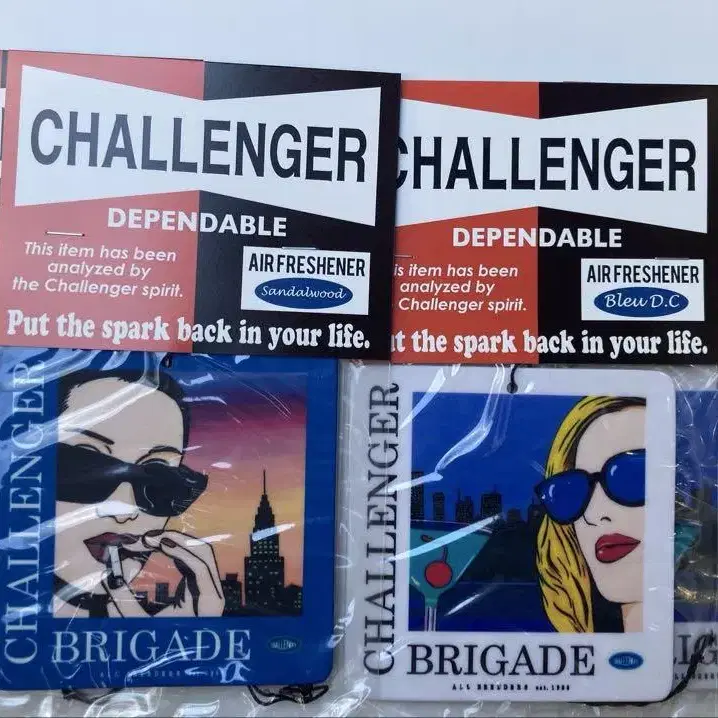 CHALLENGER
DEPENDABLE
This item has been
analyzed by
the Challenger spirit.
AIR FRESHENER
Sandalwood
Put the spark back in your life.
CHALLENGER
BRIGADE
CHALLENGER
DEPENDABLE
is item has been
analyzed by
Challenger spirit.
AIR FRESHENER
Bleu D.C
the spark back in your life.
CHALLENGER
BRIGADE